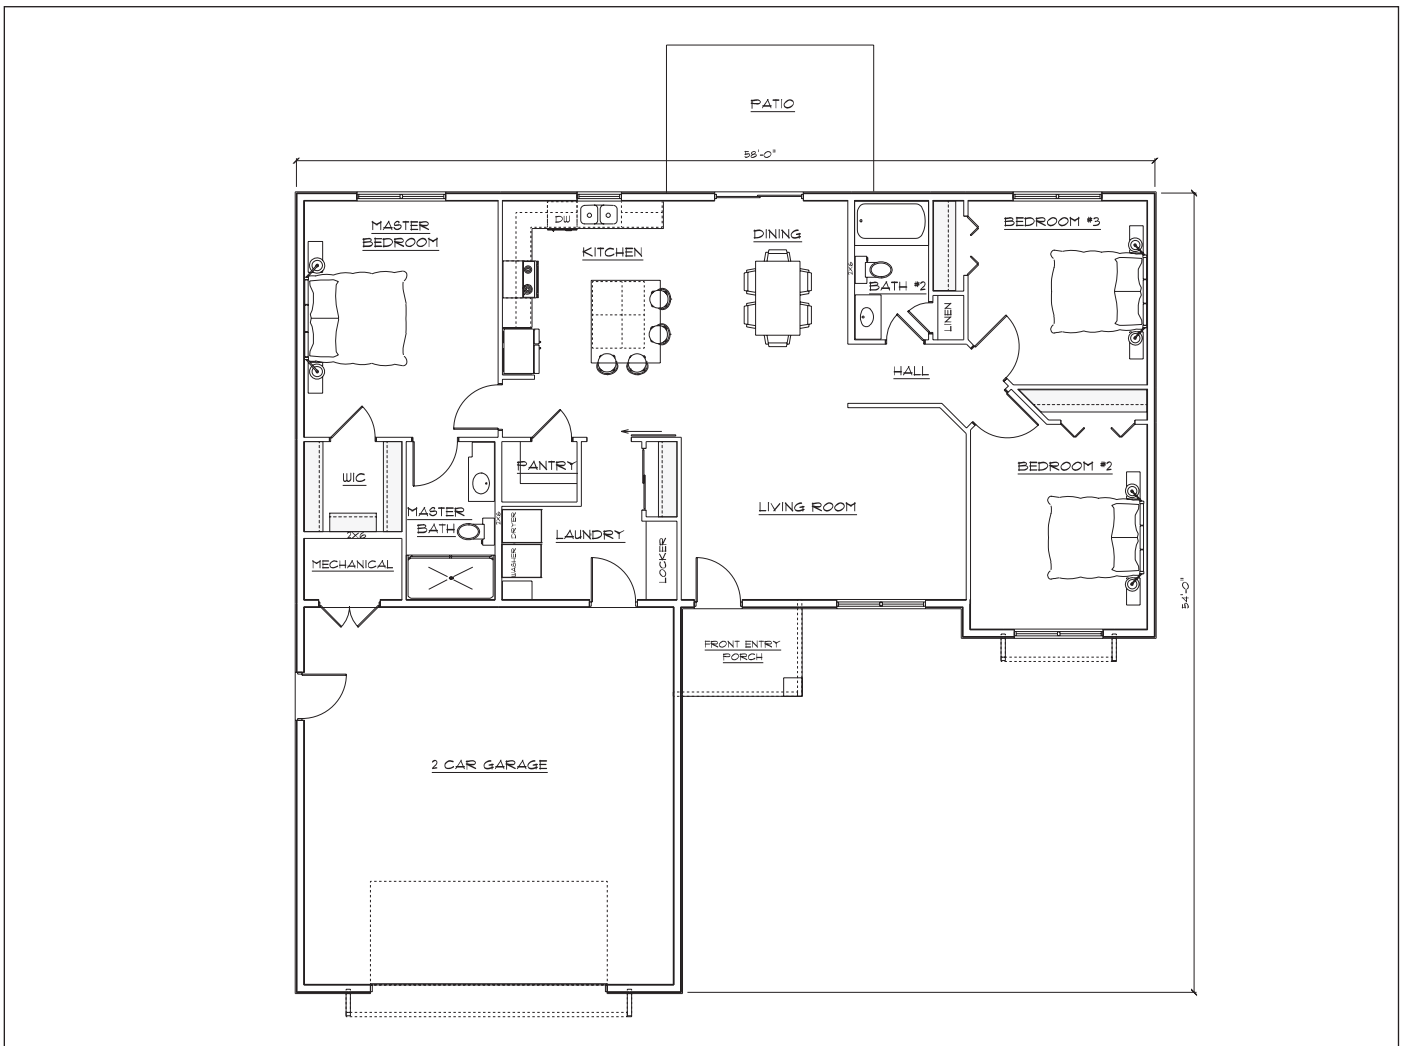 PATIO
58'-0"
MASTER
BEDROOM
DW
KITCHEN
DINING
2X6
BATH #2
LINEN
BEDROOM #3
HALL
WIC
2X6
MECHANICAL
MASTER
BATH
2X6
PANTRY
DRYER
WASHER
LAUNDRY
LOCKER
LIVING ROOM
BEDROOM #2
54'-0"
FRONT ENTRY
PORCH
2 CAR GARAGE